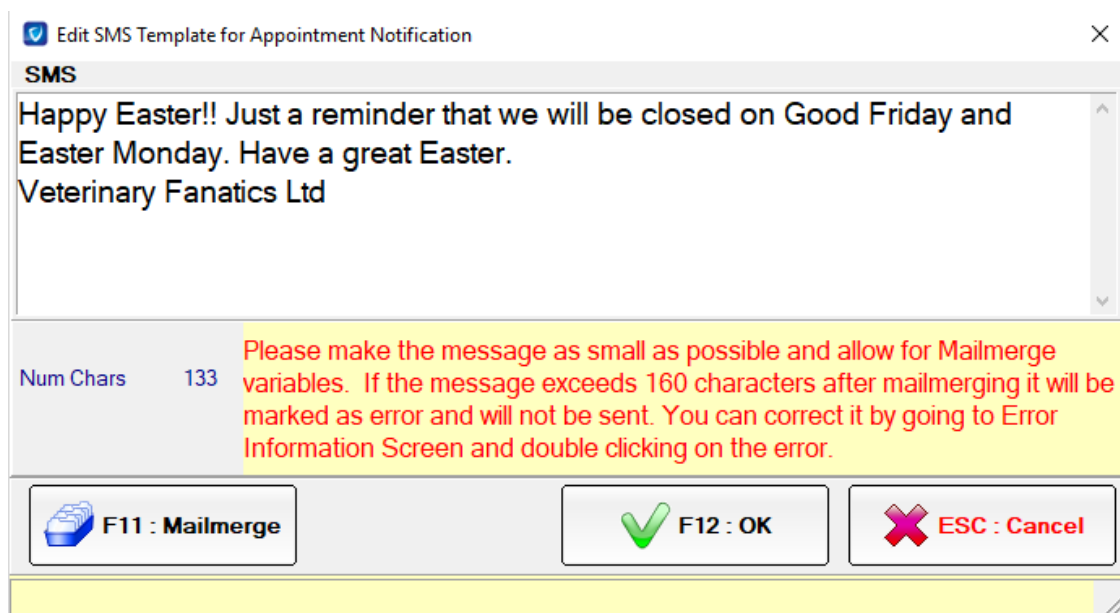 Edit SMS Template for Appointment Notification
SMS
Happy Easter!! Just a reminder that we will be closed on Good Friday and
Easter Monday. Have a great Easter.
Veterinary Fanatics Ltd
Num Chars 133
Please make the message as small as possible and allow for Mailmerge
variables. If the message exceeds 160 characters after mailmerging it will be
marked as error and will not be sent. You can correct it by going to Error
Information Screen and double clicking on the error.
F11 : Mailmerge
F12 : OK
ESC : Cancel